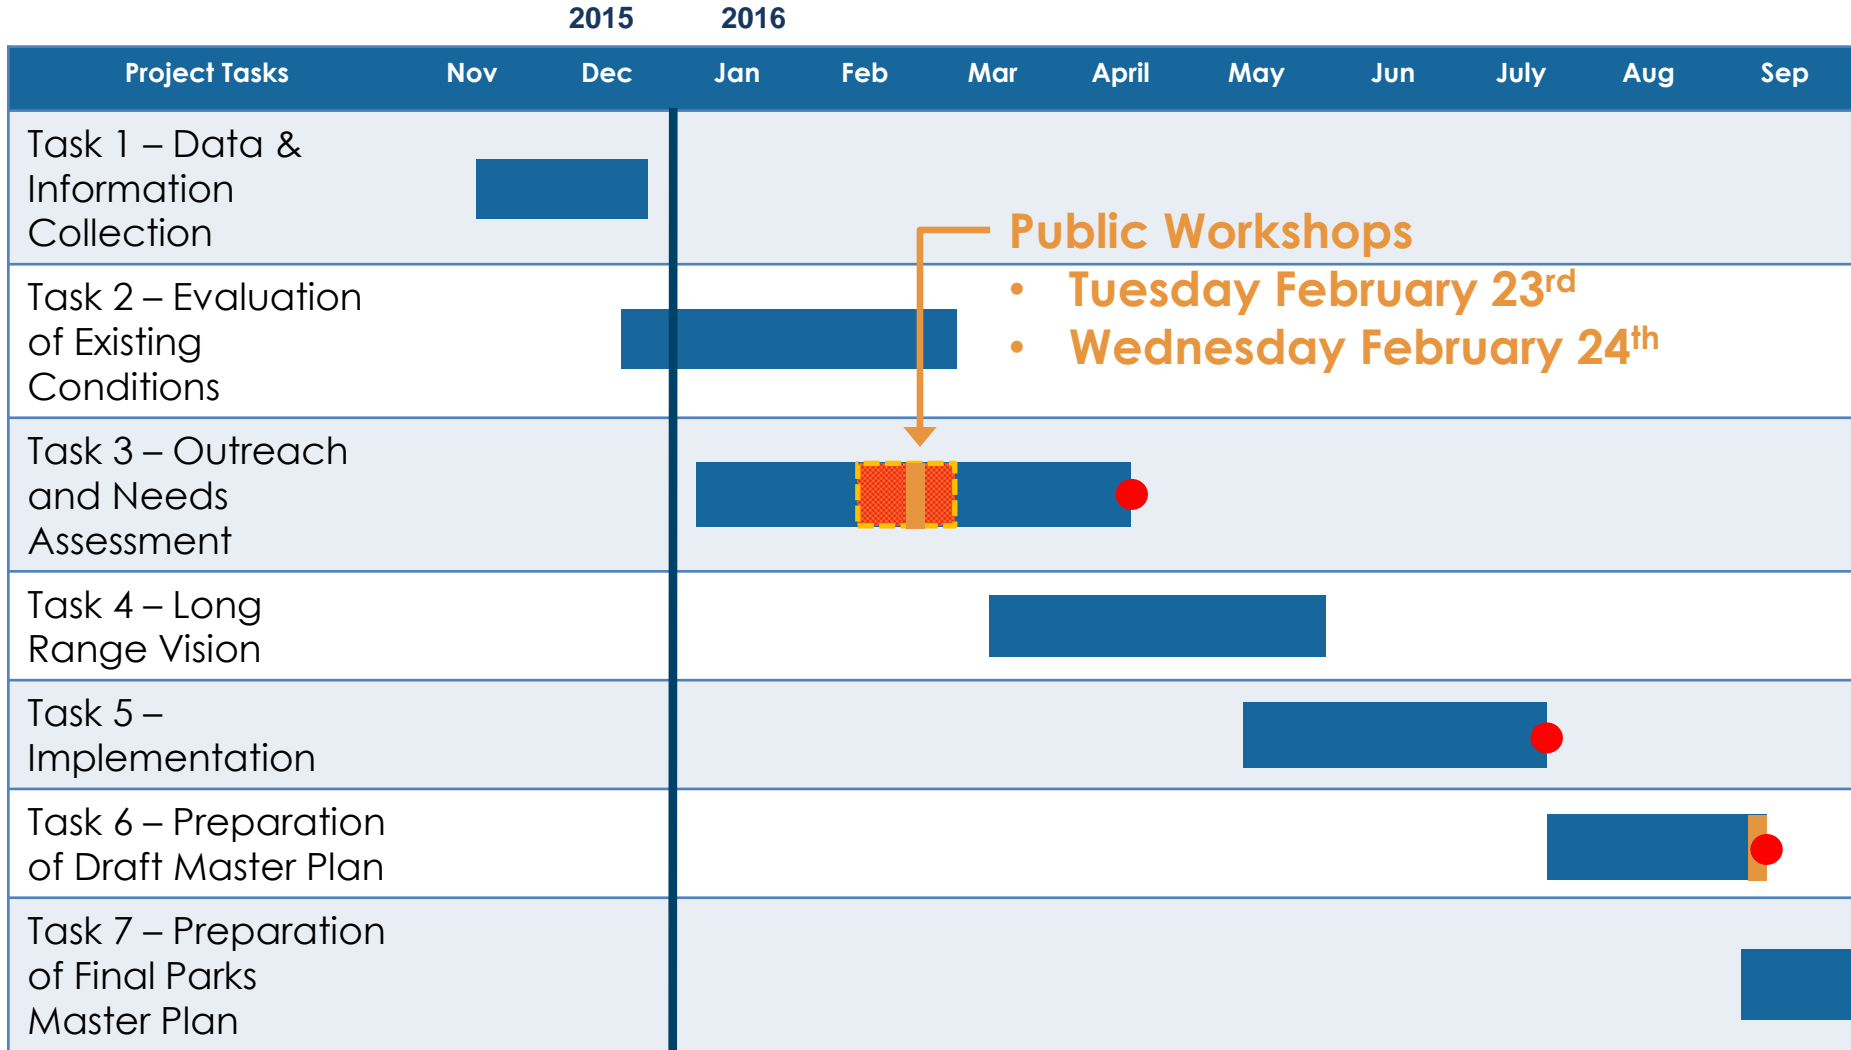 2015 2016
Project Tasks Nov Dec Jan Feb Mar April May Jun July Aug Sep
Task 1 – Data &
Information
Collection
Public Workshops
• Tuesday February 23rd
• Wednesday February 24th
Task 2 – Evaluation
of Existing
Conditions
Task 3 – Outreach
and Needs
Assessment
Task 4 – Long
Range Vision
Task 5 –
Implementation
Task 6 – Preparation
of Draft Master Plan
Task 7 – Preparation
of Final Parks
Master Plan